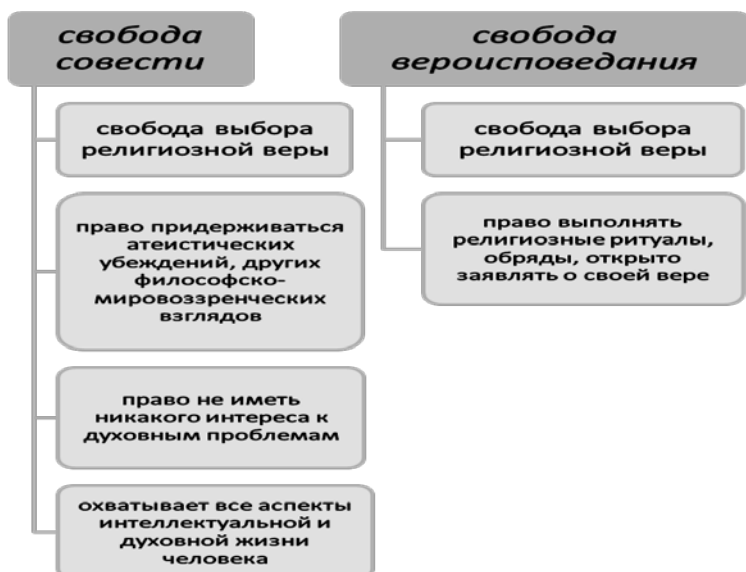 свобода
совести
свобода выбора
религиозной веры
право придерживаться
атеистических
убеждений, других
философско-
мировоззренческих
взглядов
право не иметь
никакого интереса к
духовным проблемам
охватывает все аспекты
интеллектуальной и
духовной жизни
человека
свобода
вероисповедания
свобода выбора
религиозной веры
право выполнять
религиозные ритуалы,
обряды, открыто
заявлять о своей вере